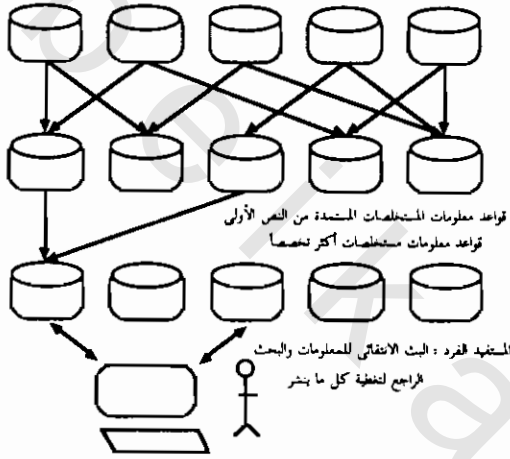 قواعد معلومات المستخلصات المستمدة من النص الأولى
قواعد معلومات مستخلصات أكثر تخصصاً
المستفيد الفرد : البث الانتقائى للمعلومات والبحث
الراجع لتغطية كل ما ينشر